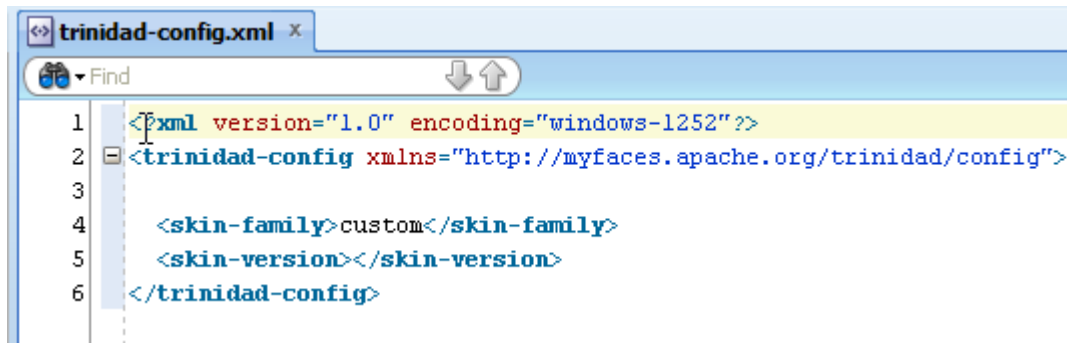 trinidad-config.xml x
Find
1 <?xml version="1.0" encoding="windows-1252"?>
2 <trinidad-config xmlns="http://myfaces.apache.org/trinidad/config">
3
4 <skin-family>custom</skin-family>
5 <skin-version></skin-version>
6 </trinidad-config>